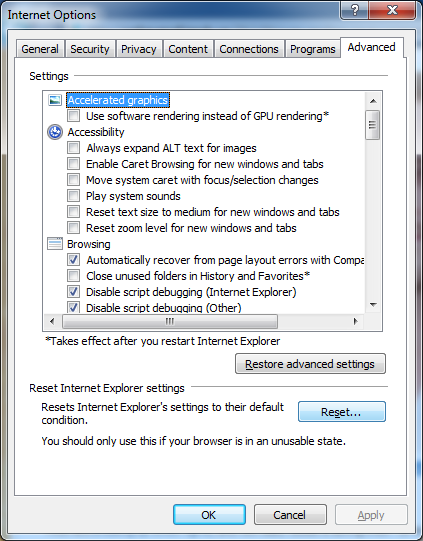 Internet Options
General Security Privacy Content Connections Programs Advanced
Settings
Accelerated graphics
Use software rendering instead of GPU rendering*
Accessibility
Always expand ALT text for images
Enable Caret Browsing for new windows and tabs
Move system caret with focus/selection changes
Play system sounds
Reset text size to medium for new windows and tabs
Reset zoom level for new windows and tabs
Browsing
Automatically recover from page layout errors with Compa
Close unused folders in History and Favorites*
Disable script debugging (Internet Explorer)
Disable script debugging (Other)
*Takes effect after you restart Internet Explorer
Restore advanced settings
Reset Internet Explorer settings
Resets Internet Explorer's settings to their default
condition.
Reset...
You should only use this if your browser is in an unusable state.
OK Cancel Apply